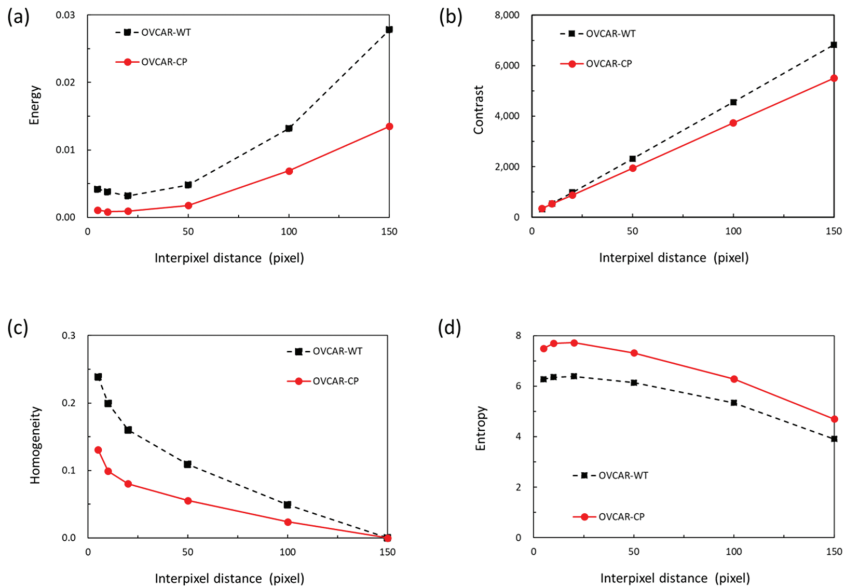 (a)
0.03
0.02
0.01
0.00
Energy
OVCAR-WT
OVCAR-CP
0 50 100 150
Interpixel distance (pixel)
(b)
8,000
6,000
4,000
2,000
0
Contrast
OVCAR-WT
OVCAR-CP
0 50 100 150
Interpixel distance (pixel)
(c)
0.3
0.2
0.1
0.0
Homogeneity
OVCAR-WT
OVCAR-CP
0 50 100 150
Interpixel distance (pixel)
(d)
8
6
4
2
0
Entropy
OVCAR-WT
OVCAR-CP
0 50 100 150
Interpixel distance (pixel)